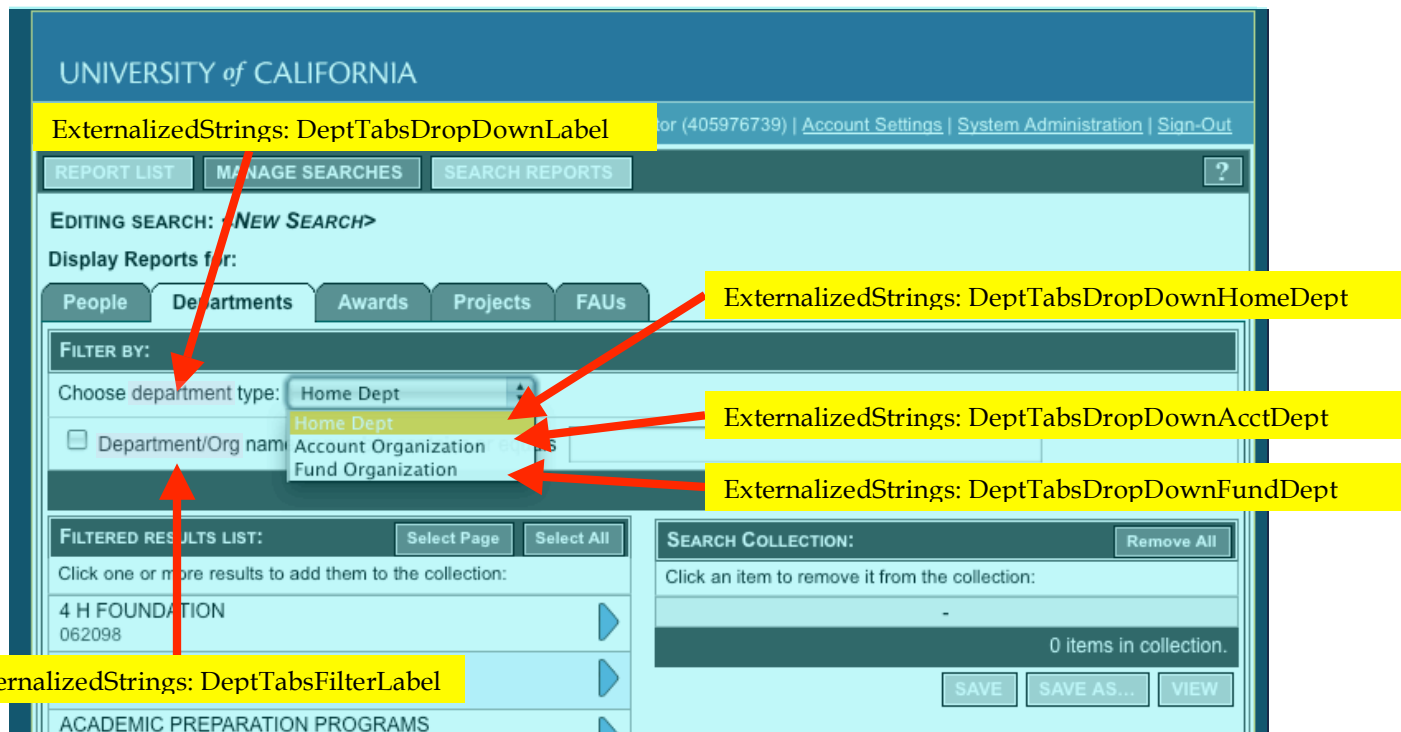 UNIVERSITY of CALIFORNIA
ExternalizedStrings: DeptTabsDropDownLabel
(405976739) | Account Settings | System Administration | Sign-Out
REPORT LIST MANAGE SEARCHES SEARCH REPORTS ?
EDITING SEARCH: <NEW SEARCH>
Display Reports for:
People Departments Awards Projects FAUs
ExternalizedStrings: DeptTabsDropDownHomeDept
FILTER BY:
Choose department type: Home Dept
Home Dept
ExternalizedStrings: DeptTabsDropDownAcctDept
Department/Org
Account Organization
Fund Organization
ExternalizedStrings: DeptTabsDropDownFundDept
FILTERED RESULTS LIST: Select Page Select All
Click one or more results to add them to the collection:
4 H FOUNDATION
062098
SEARCH COLLECTION: Remove All
Click an item to remove it from the collection:
-
0 items in collection.
SAVE SAVE AS... VIEW
ernalizedStrings: DeptTabsFilterLabel
ACADEMIC PREPARATION PROGRAMS